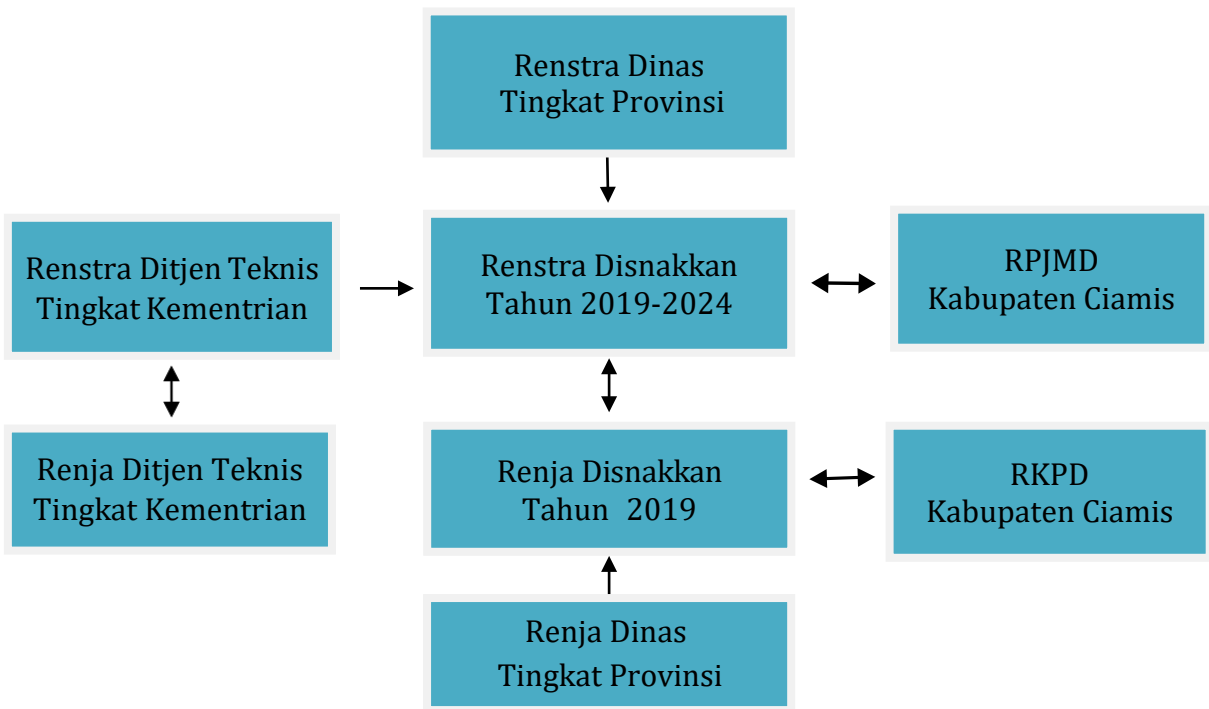 Renstra Dinas
Tingkat Provinsi
Renstra Ditjen Teknis
Tingkat Kementrian
Renstra Disnakkan
Tahun 2019-2024
RPJMD
Kabupaten Ciamis
Renja Ditjen Teknis
Tingkat Kementrian
Renja Disnakkan
Tahun 2019
RKPD
Kabupaten Ciamis
Renja Dinas
Tingkat Provinsi